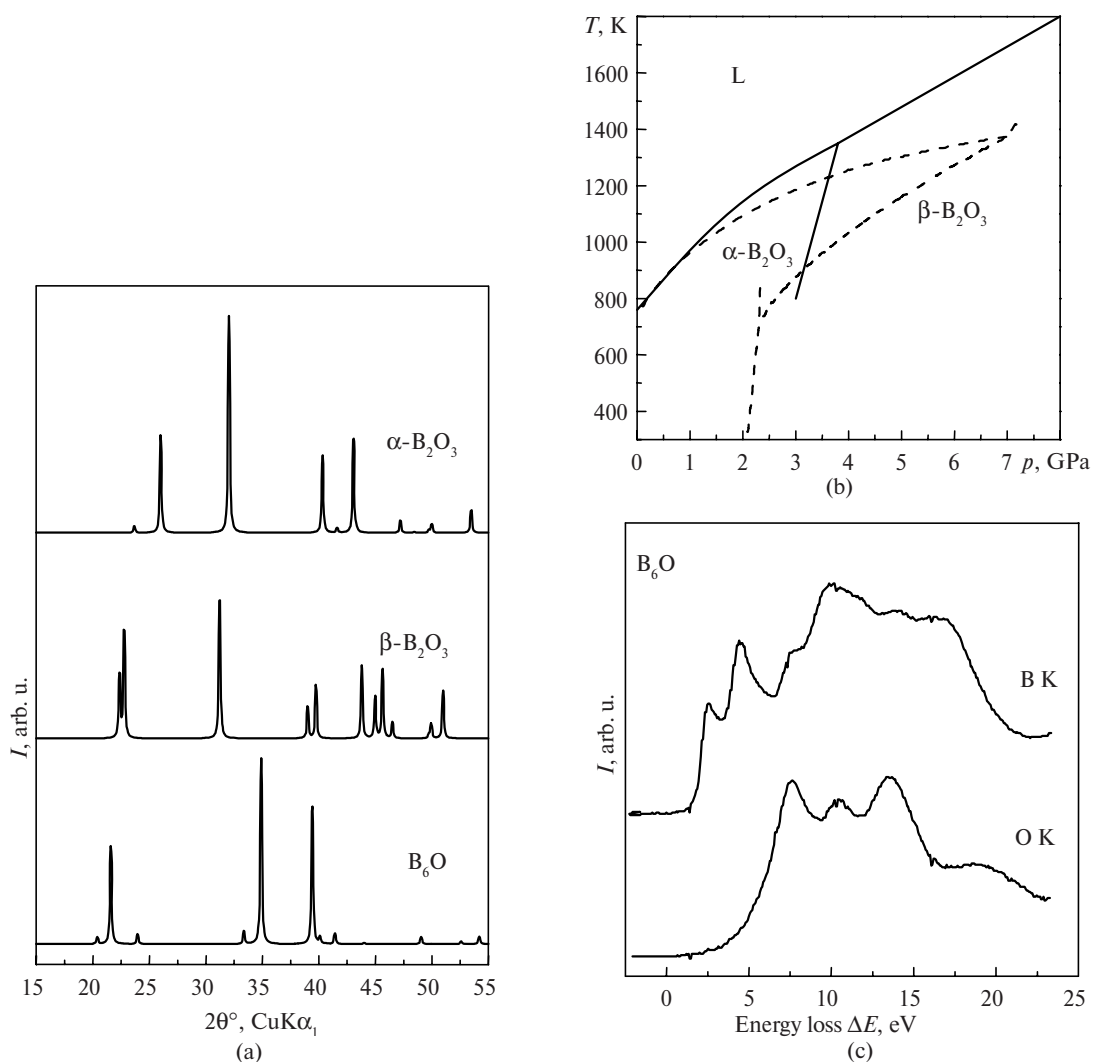 α-B₂O₃
β-B₂O₃
B₆O
I, arb. u.
15 20 25 30 35 40 45 50 55
2θ°, CuKα₁
(a)
T, K
1600
1400
1200
1000
800
600
400
L
α-B₂O₃
β-B₂O₃
0 1 2 3 4 5 6 7 p, GPa
(b)
B₆O
B K
O K
I, arb. u.
0 5 10 15 20 25
Energy loss ΔE, eV
(c)